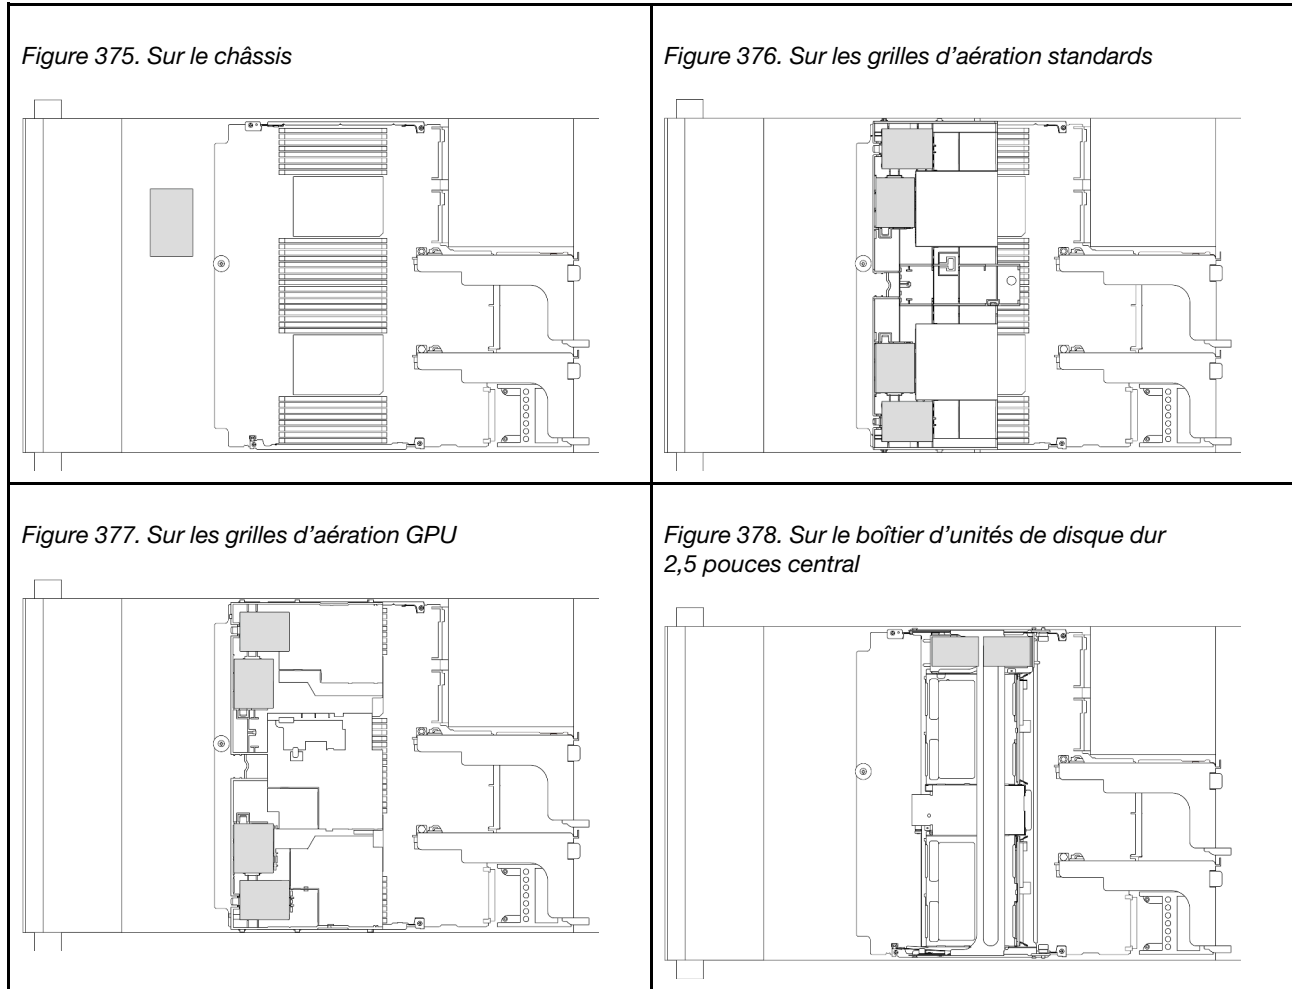 Figure 375. Sur le châssis
Figure 376. Sur les grilles d'aération standards
Figure 377. Sur les grilles d'aération GPU
Figure 378. Sur le boîtier d'unités de disque dur
2,5 pouces central